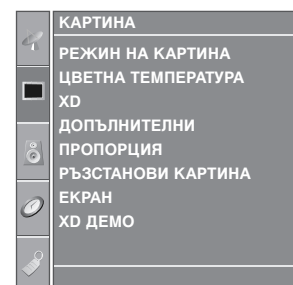 КАРТИНА
РЕЖИН НА КАРТИНА
ЦВЕТНА ТЕМПЕРАТУРА
XD
ДОПЪЛНИТЕЛНИ
ПРОПОРЦИЯ
РЪЗСТАНОВИ КАРТИНА
ЕКРАН
XD ДЕМО